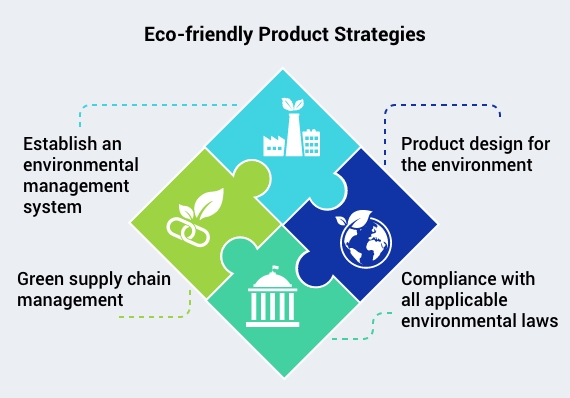 Eco-friendly Product Strategies
Establish an
environmental
management
system
Product design for
the environment
Green supply chain
management
Compliance with
all applicable
environmental laws